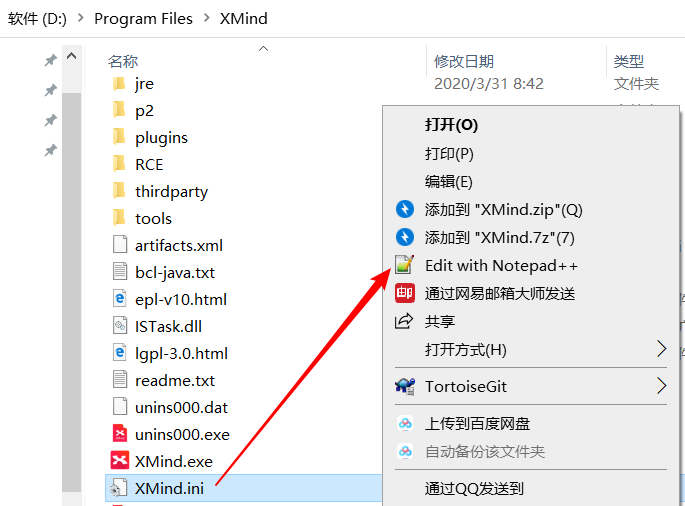 软件 (D:) > Program Files > XMind
名称
修改日期
类型
jre
2020/3/31 8:42
文件夹
p2
plugins
RCE
thirdparty
tools
artifacts.xml
bcl-java.txt
epl-v10.html
ISTask.dll
lgpl-3.0.html
readme.txt
unins000.dat
unins000.exe
XMind.exe
XMind.ini
打开(O)
打印(P)
编辑(E)
添加到 "XMind.zip"(Q)
添加到 "XMind.7z"(7)
Edit with Notepad++
通过网易邮箱大师发送
共享
打开方式(H)
TortoiseGit
上传到百度网盘
自动备份该文件夹
通过QQ发送到